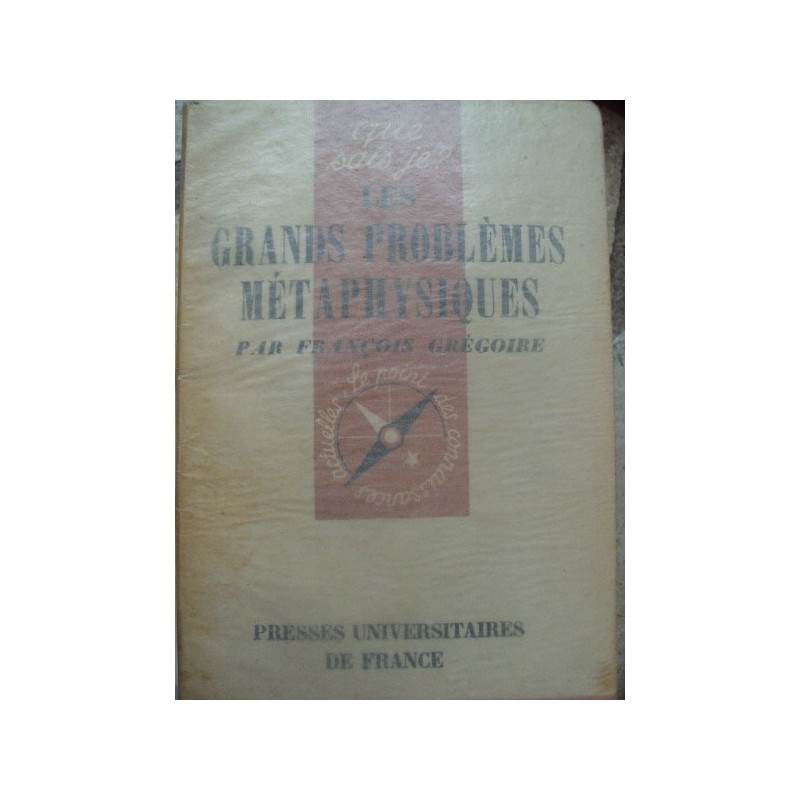 que
sais-je?
LES
GRANDS PROBLÈMES
MÉTAPHYSIQUES
PAR FRANÇOIS GRÉGOIRE
le point des connaissances actuelles
PRESSES UNIVERSITAIRES
DE FRANCE